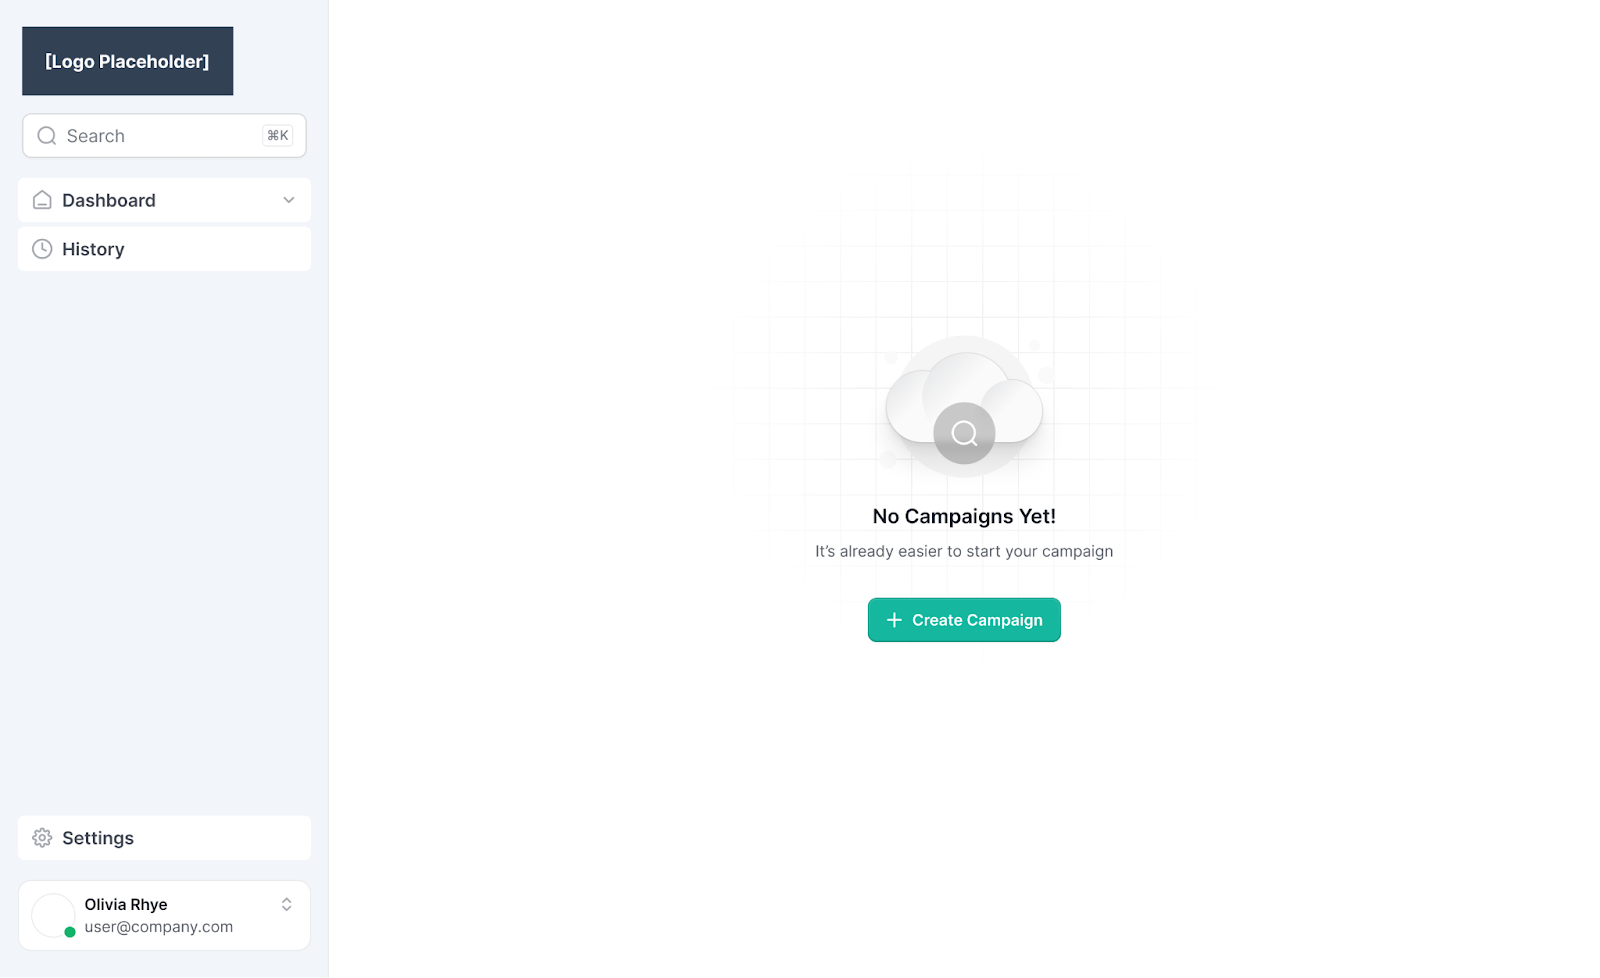 [Logo Placeholder]
Search ⌘K
Dashboard
History
No Campaigns Yet!
It’s already easier to start your campaign
Create Campaign
Settings
Olivia Rhye
user@company.com